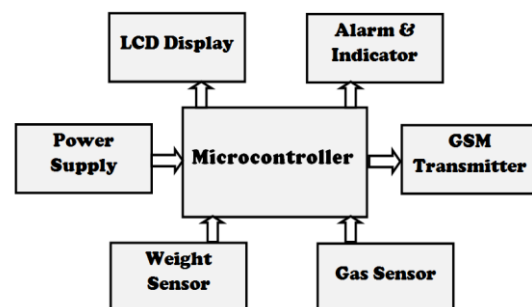 LCD Display
Alarm &
Indicator
Power
Supply
Microcontroller
GSM
Transmitter
Weight
Sensor
Gas Sensor